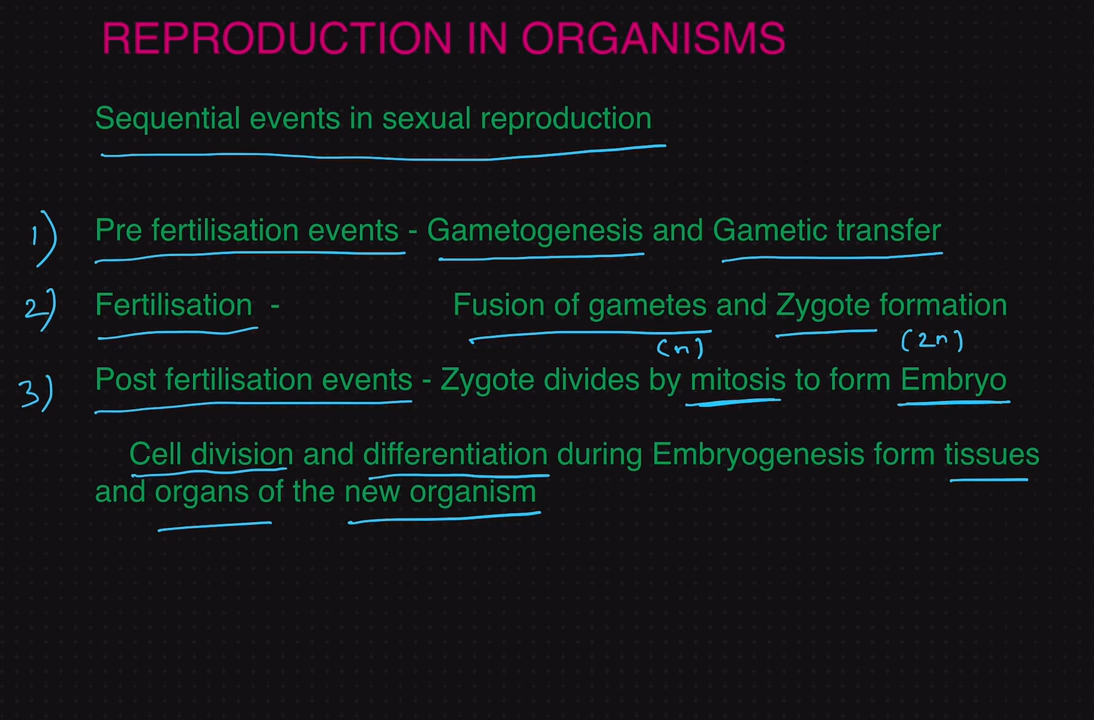 REPRODUCTION IN ORGANISMS
Sequential events in sexual reproduction
1) Pre fertilisation events - Gametogenesis and Gametic transfer
2) Fertilisation - Fusion of gametes and Zygote formation
(n) (2n)
3) Post fertilisation events - Zygote divides by mitosis to form Embryo
Cell division and differentiation during Embryogenesis form tissues
and organs of the new organism